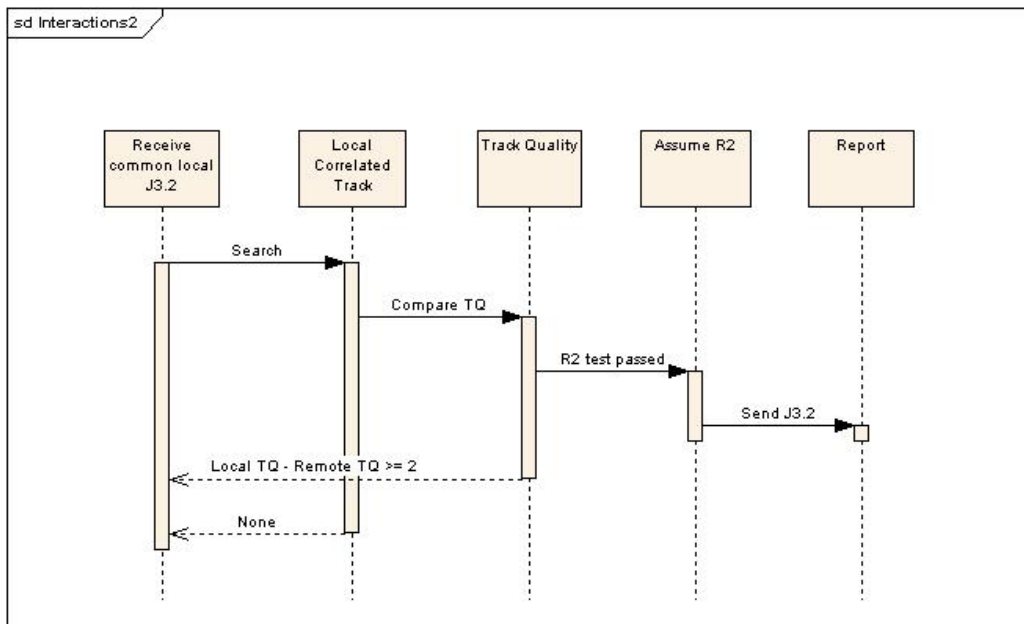 sd Interactions2
Receive
common local
J3.2
Local
Correlated
Track
Track Quality
Assume R2
Report
Search
Compare TQ
R2 test passed
Send J3.2
Local TQ - Remote TQ >= 2
None